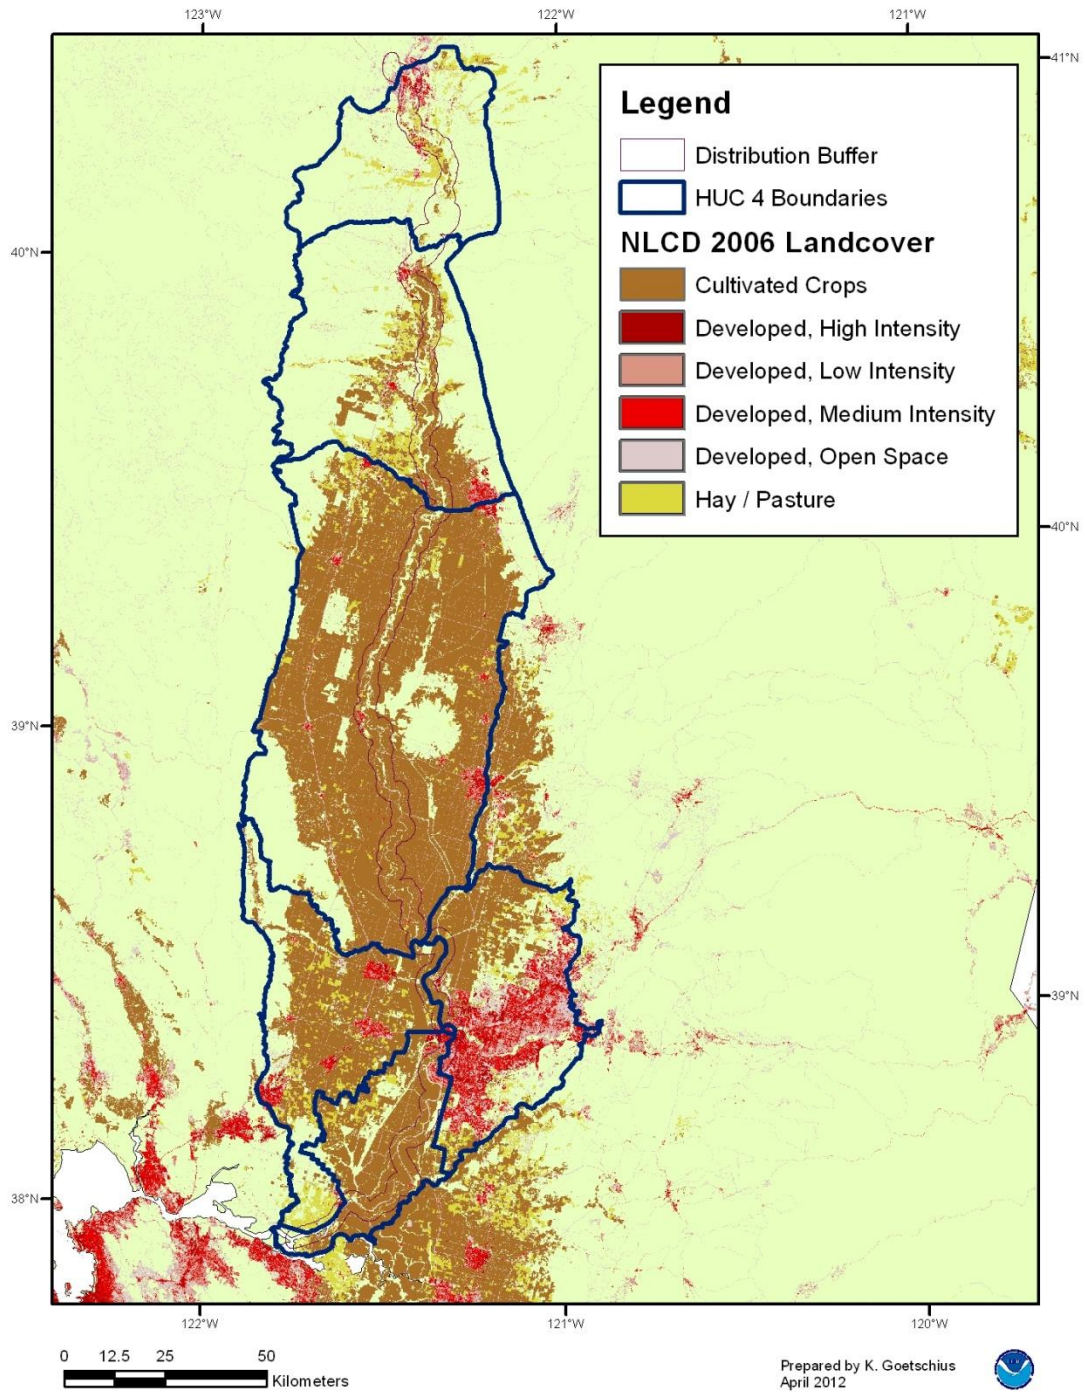 123°W 122°W 121°W
41°N
Legend
Distribution Buffer
HUC 4 Boundaries
NLCD 2006 Landcover
40°N
Cultivated Crops
Developed, High Intensity
Developed, Low Intensity
Developed, Medium Intensity
Developed, Open Space
Hay / Pasture
40°N
39°N
39°N
38°N
122°W 121°W 120°W
0 12.5 25 50
Kilometers
Prepared by K. Goetschius
April 2012